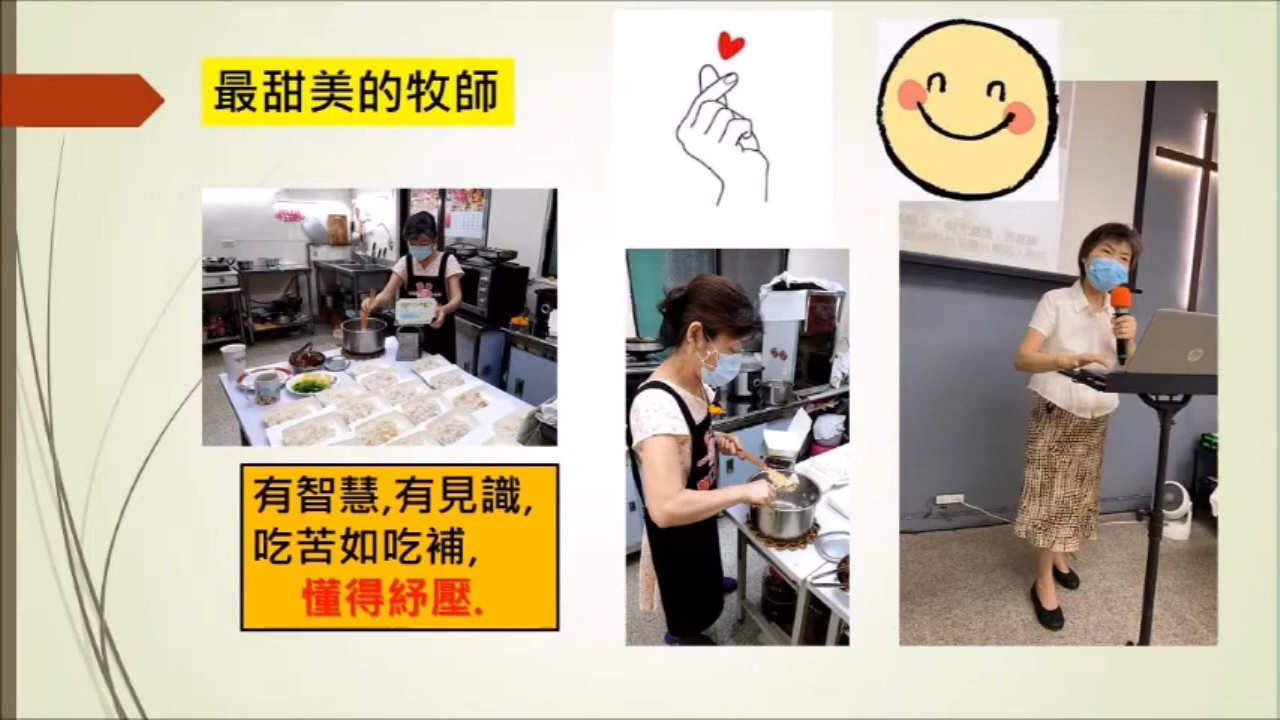 最甜美的牧師
有智慧,有見識,
吃苦如吃補,
懂得紓壓.